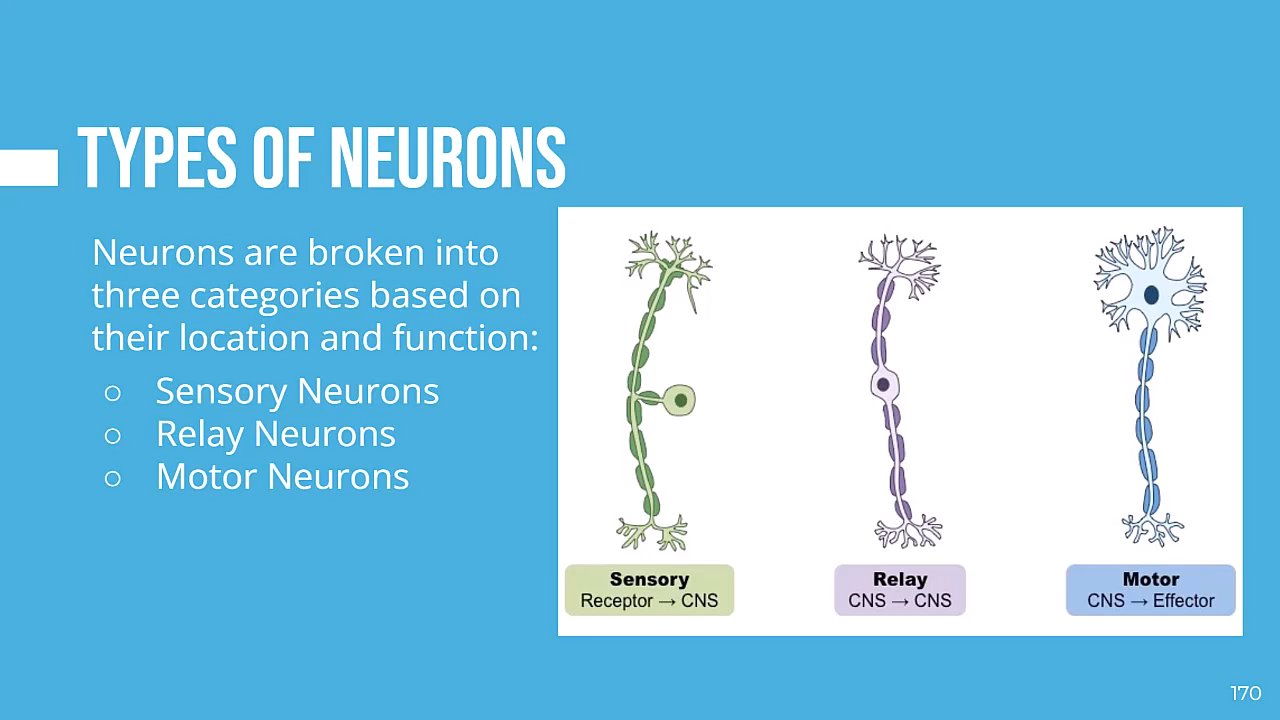 TYPES OF NEURONS
Neurons are broken into
three categories based on
their location and function:
○ Sensory Neurons
○ Relay Neurons
○ Motor Neurons
Sensory
Receptor → CNS
Relay
CNS → CNS
Motor
CNS → Effector
170